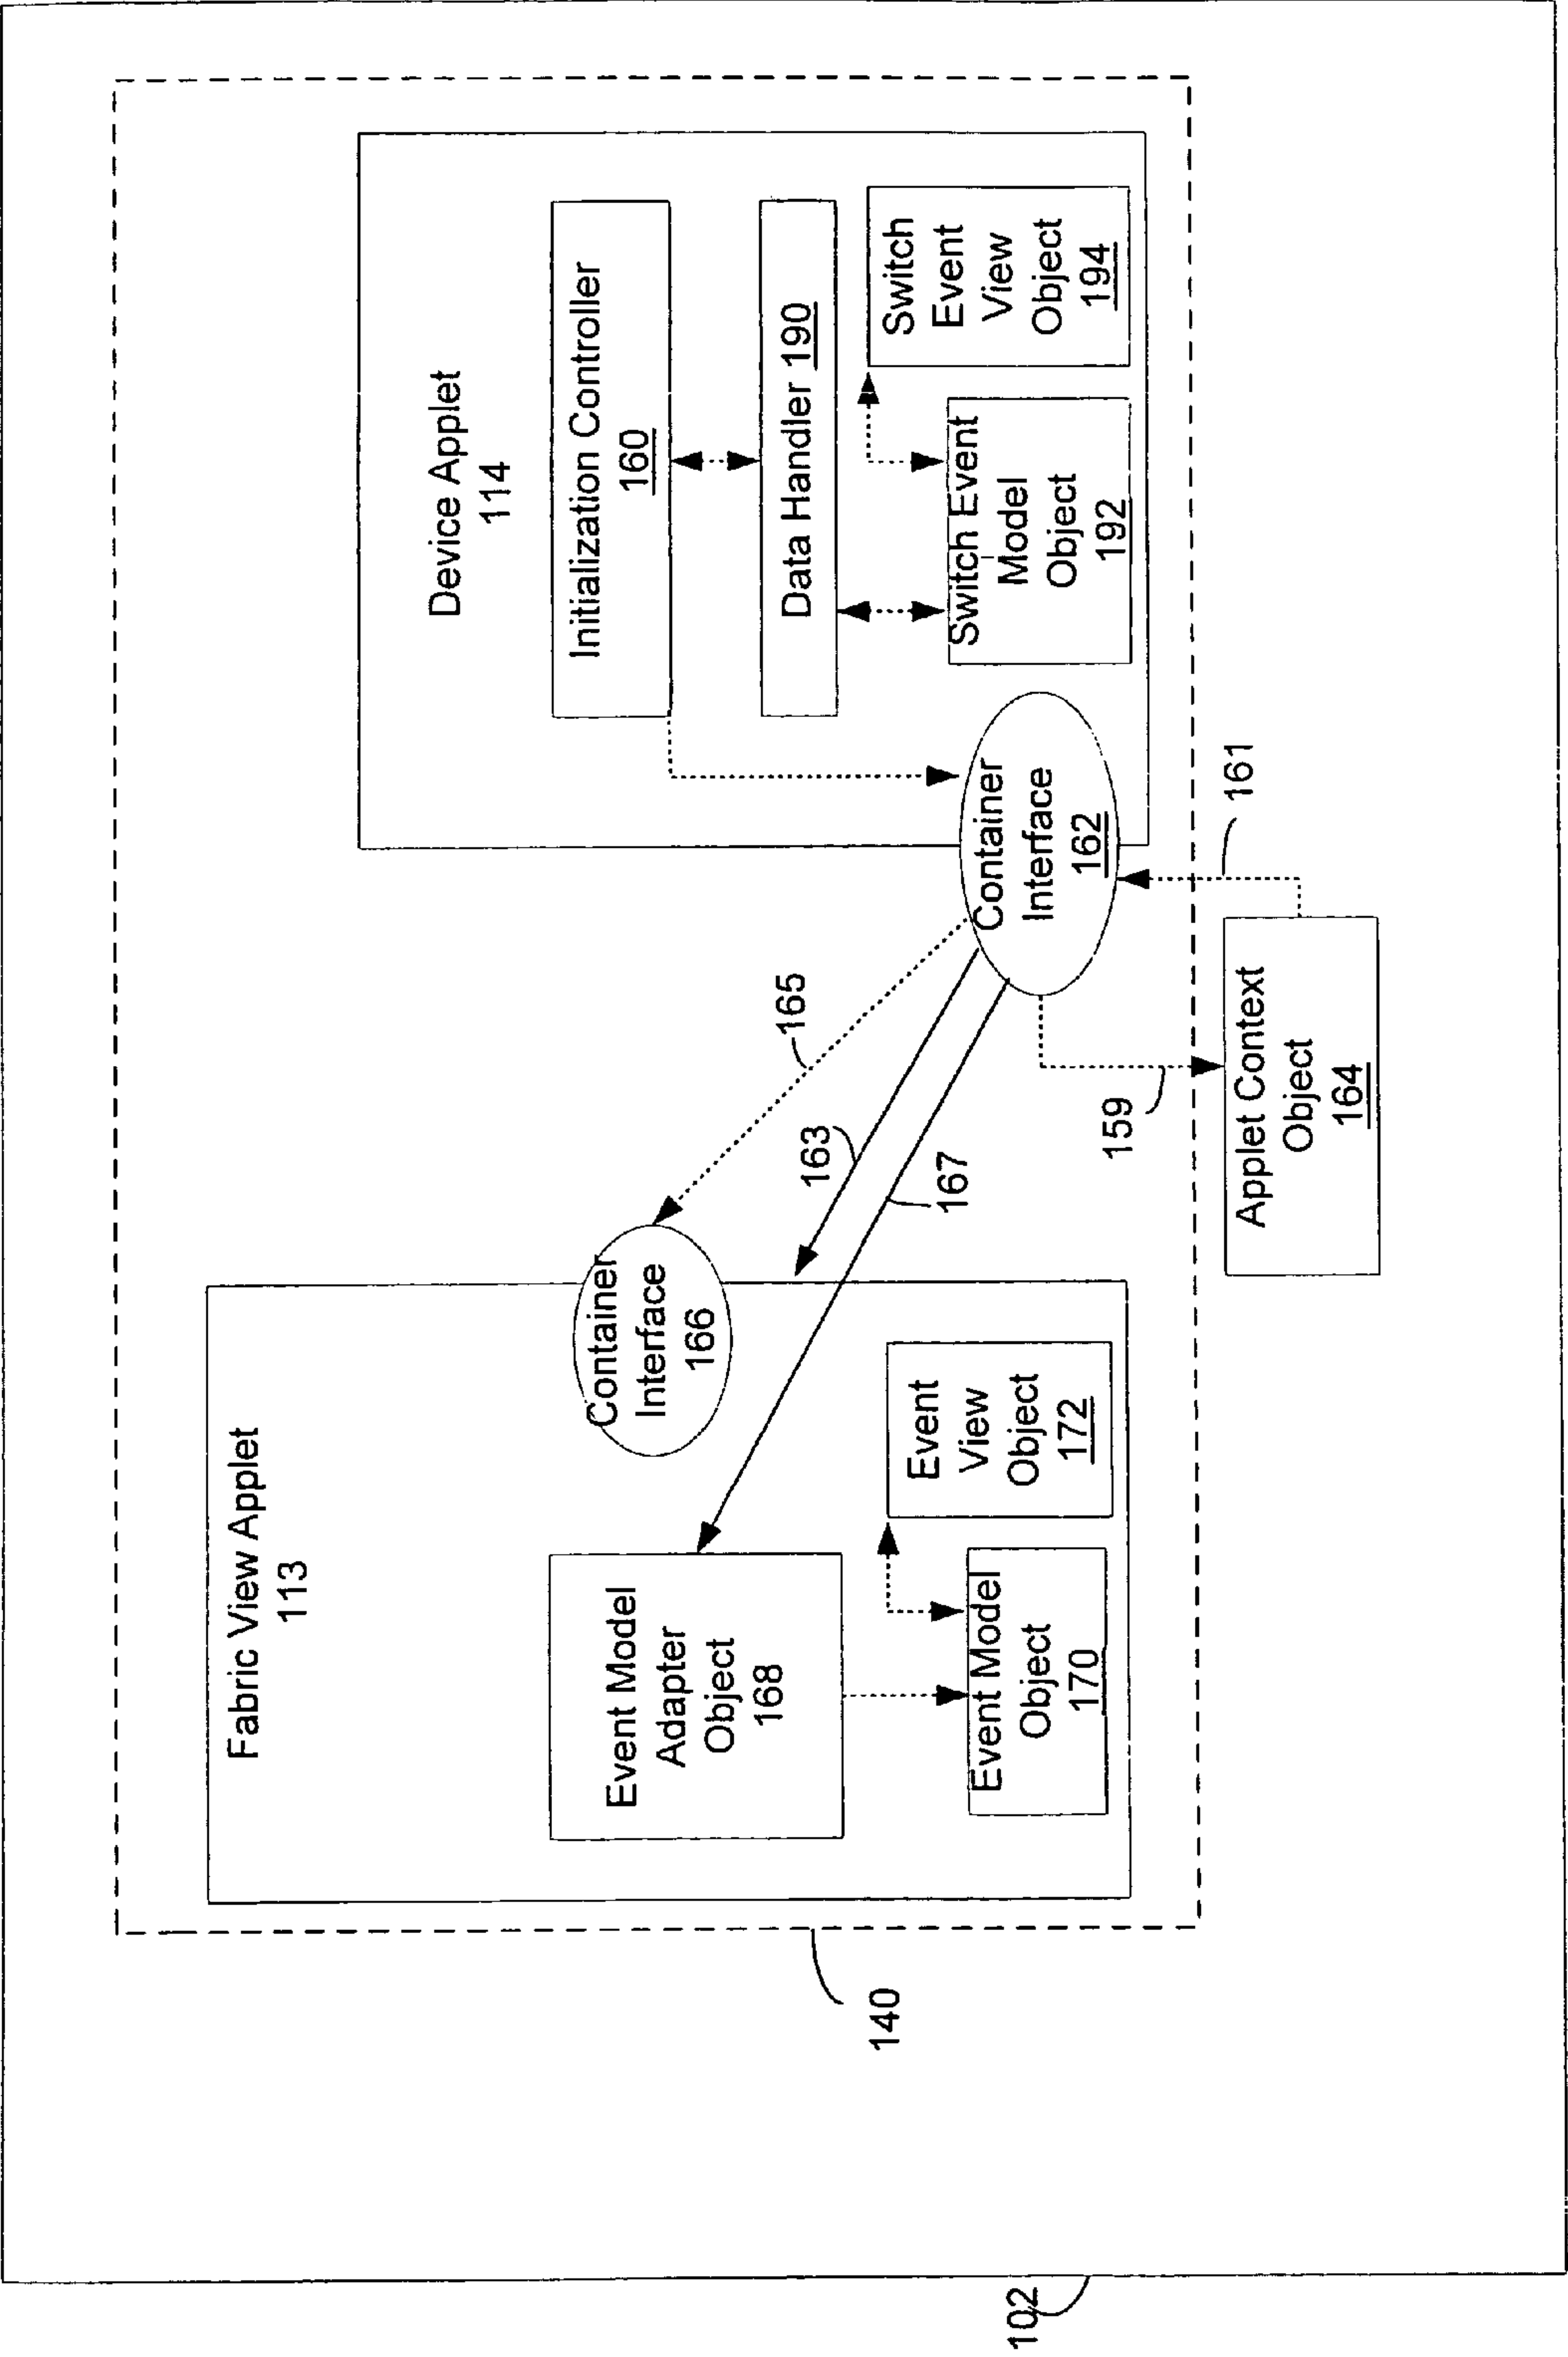 Fabric View Applet
113
Event Model
Adapter
Object
168
Event Model
Object
170
Event
View
Object
172
Container
Interface
166
165
163
167
159
161
Device Applet
114
Initialization Controller
160
Data Handler 190
Switch Event
Model
Object
192
Switch
Event
View
Object
194
Container
Interface
162
Applet Context
Object
164
140
102